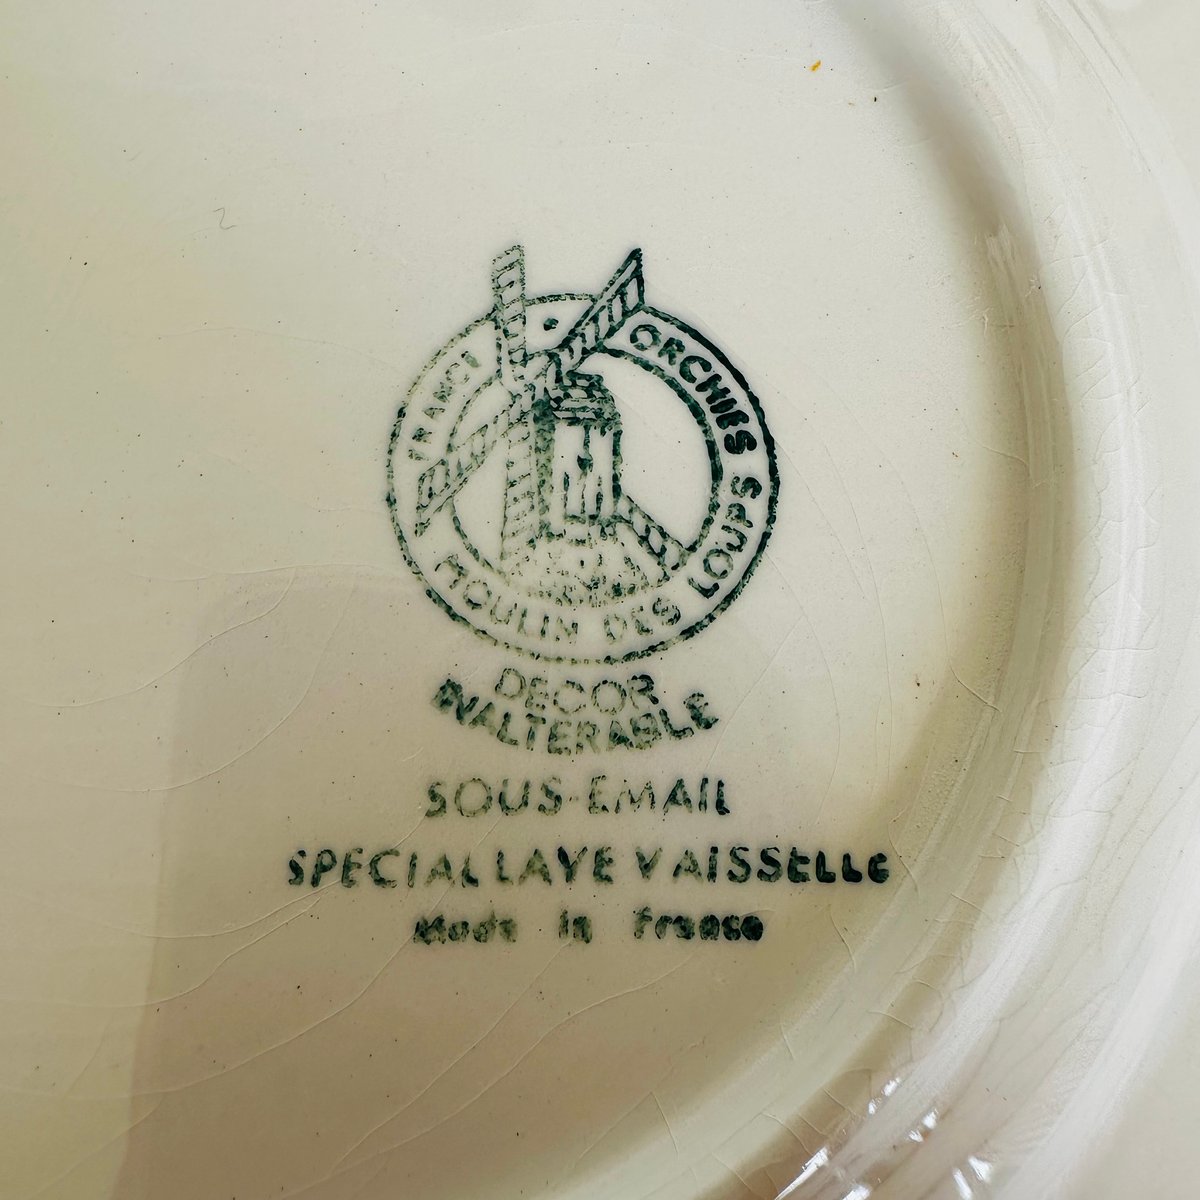 FRANCE • ORCHIES
MOULIN DES LOUPS
DECOR
INALTERABLE
SOUS-EMAIL
SPECIAL LAVE VAISSELLE
Made in France